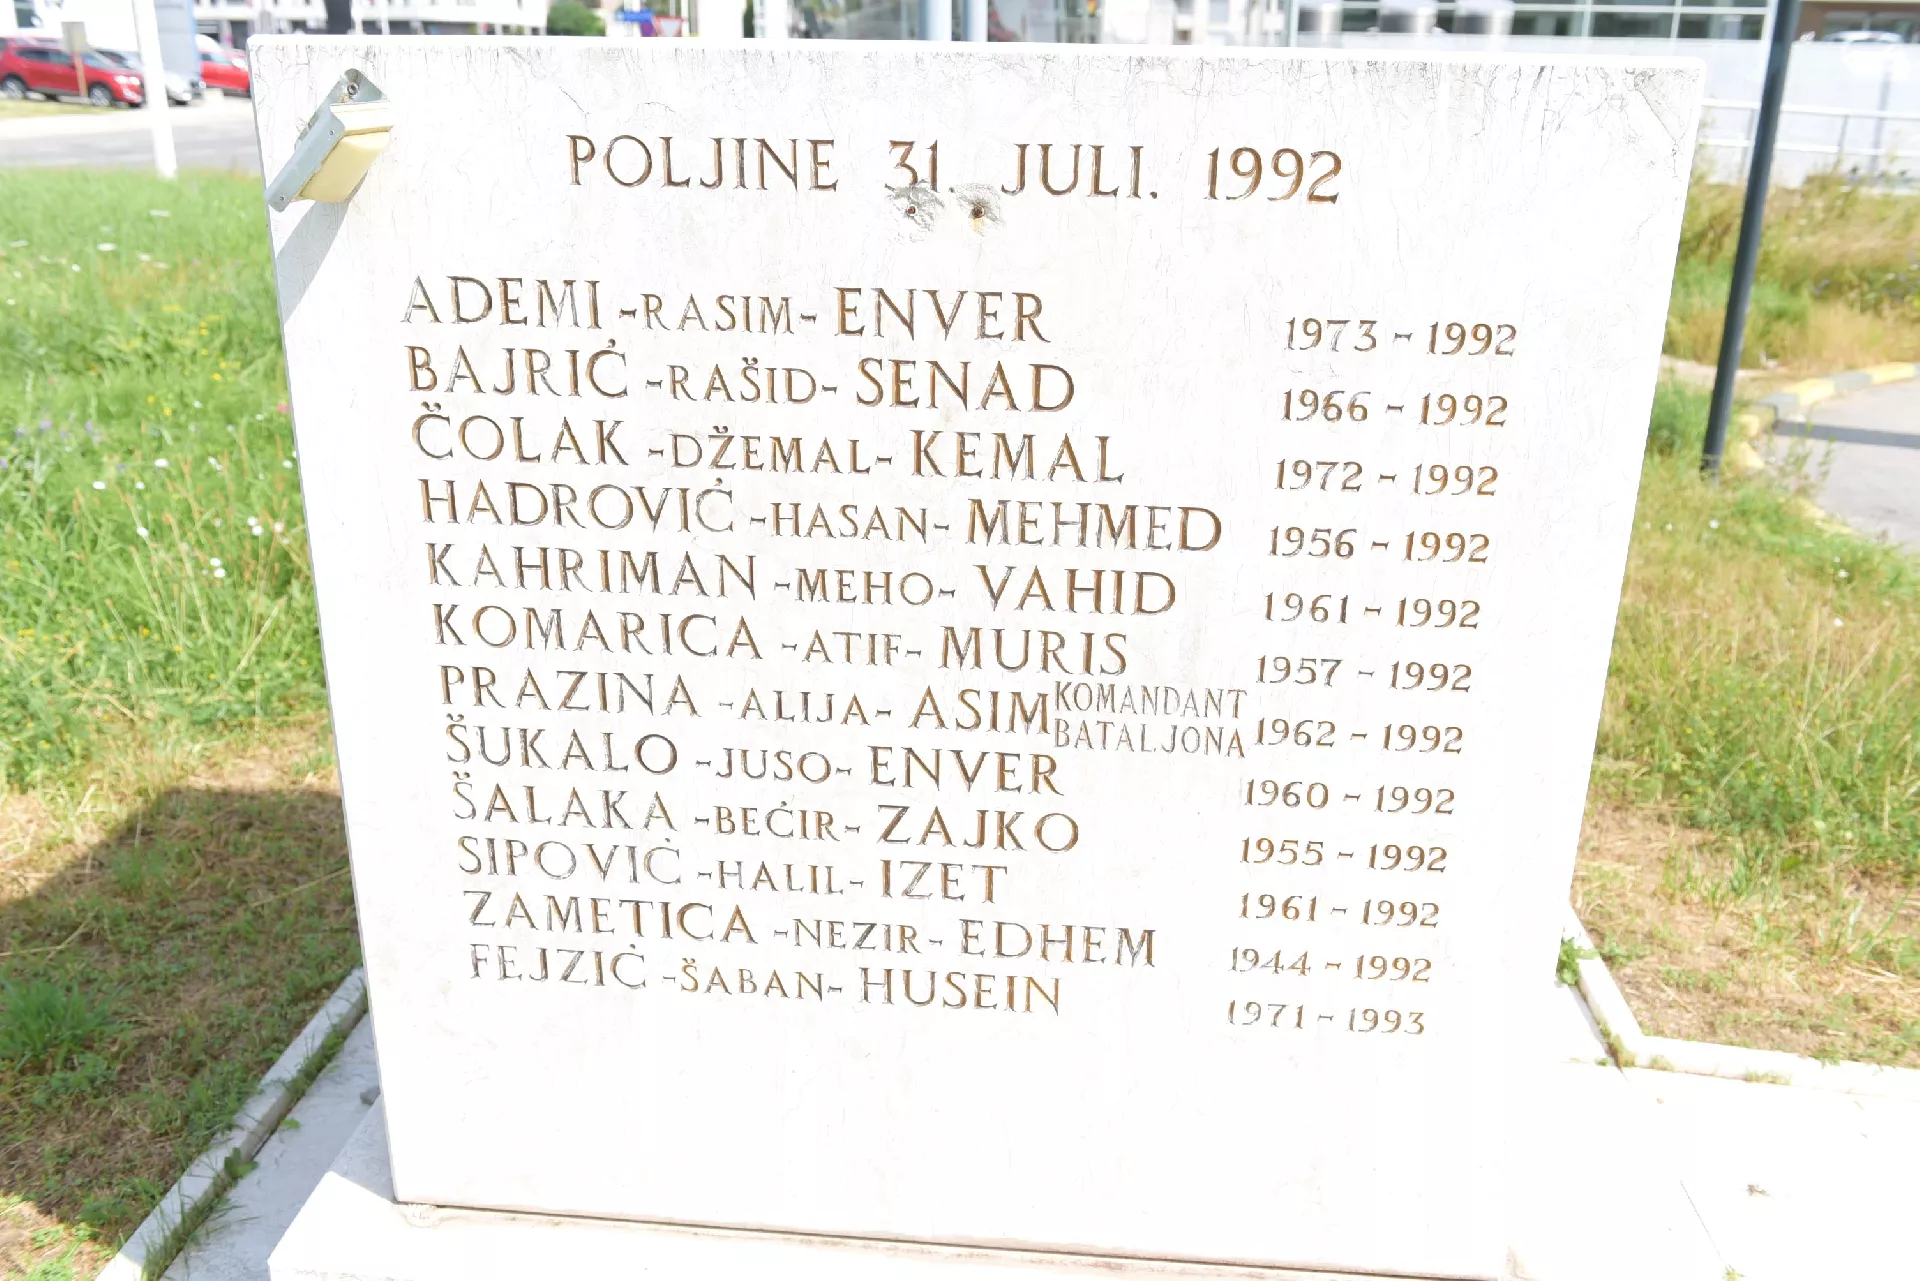 POLJINE 31. JULI. 1992
ADEMI -RASIM- ENVER 1973 - 1992
BAJRIĆ -RAŠID- SENAD 1966 - 1992
ČOLAK -DŽEMAL- KEMAL 1972 - 1992
HADROVIĆ -HASAN- MEHMED 1956 - 1992
KAHRIMAN -MEHO- VAHID 1961 - 1992
KOMARICA -ATIF- MURIS 1957 - 1992
PRAZINA -ALIJA- ASIM KOMANDANT BATALJONA 1962 - 1992
ŠUKALO -JUSO- ENVER 1960 - 1992
ŠALAKA -BEĆIR- ZAJKO 1955 - 1992
SIPOVIĆ -HALIL- IZET 1961 - 1992
ZAMETICA -NEZIR- EDHEM 1944 - 1992
FEJZIĆ -ŠABAN- HUSEIN 1971 - 1993